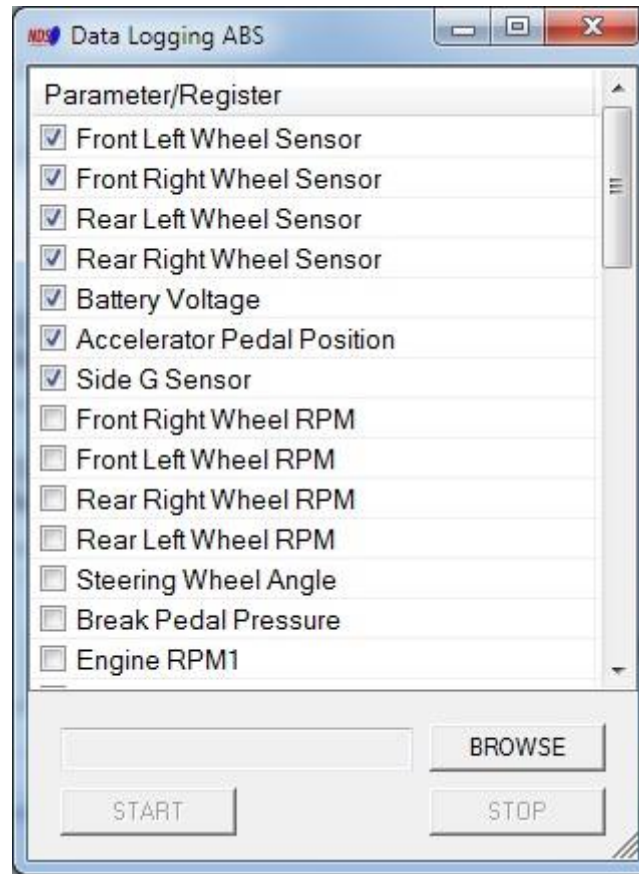 NDS Data Logging ABS
Parameter/Register
Front Left Wheel Sensor
Front Right Wheel Sensor
Rear Left Wheel Sensor
Rear Right Wheel Sensor
Battery Voltage
Accelerator Pedal Position
Side G Sensor
Front Right Wheel RPM
Front Left Wheel RPM
Rear Right Wheel RPM
Rear Left Wheel RPM
Steering Wheel Angle
Break Pedal Pressure
Engine RPM1
BROWSE
START STOP